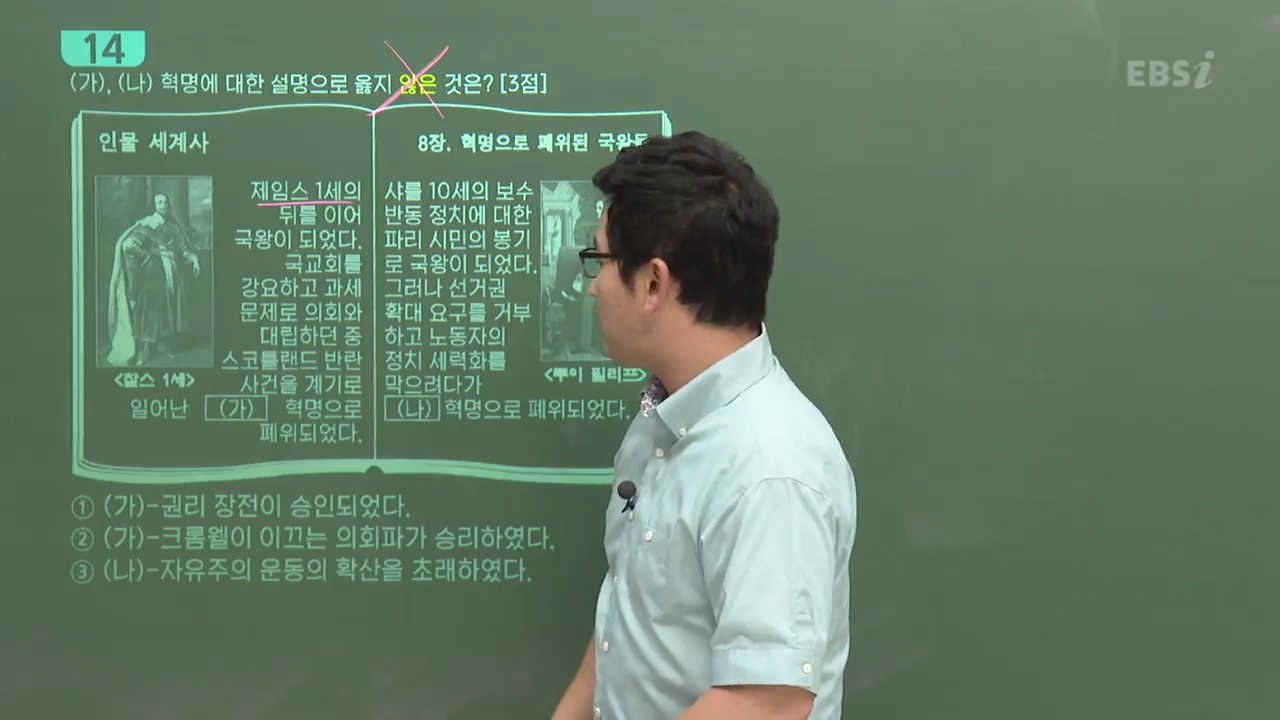 14
EBSi
(가), (나) 혁명에 대한 설명으로 옳지 않은 것은? [3점]
인물 세계사
제임스 1세의
뒤를 이어
국왕이 되었다.
국교회를
강요하고 과세
문제로 의회와
대립하던 중
스코틀랜드 반란
사건을 계기로
<찰스 1세>
일어난 (가) 혁명으로
폐위되었다.
8장. 혁명으로 폐위된 국왕들
샤를 10세의 보수
반동 정치에 대한
파리 시민의 봉기
로 국왕이 되었다.
그러나 선거권
확대 요구를 거부
하고 노동자의
정치 세력화를
막으려다가
<루이 필리프>
(나) 혁명으로 폐위되었다.
① (가)-권리 장전이 승인되었다.
② (가)-크롬웰이 이끄는 의회파가 승리하였다.
③ (나)-자유주의 운동의 확산을 초래하였다.